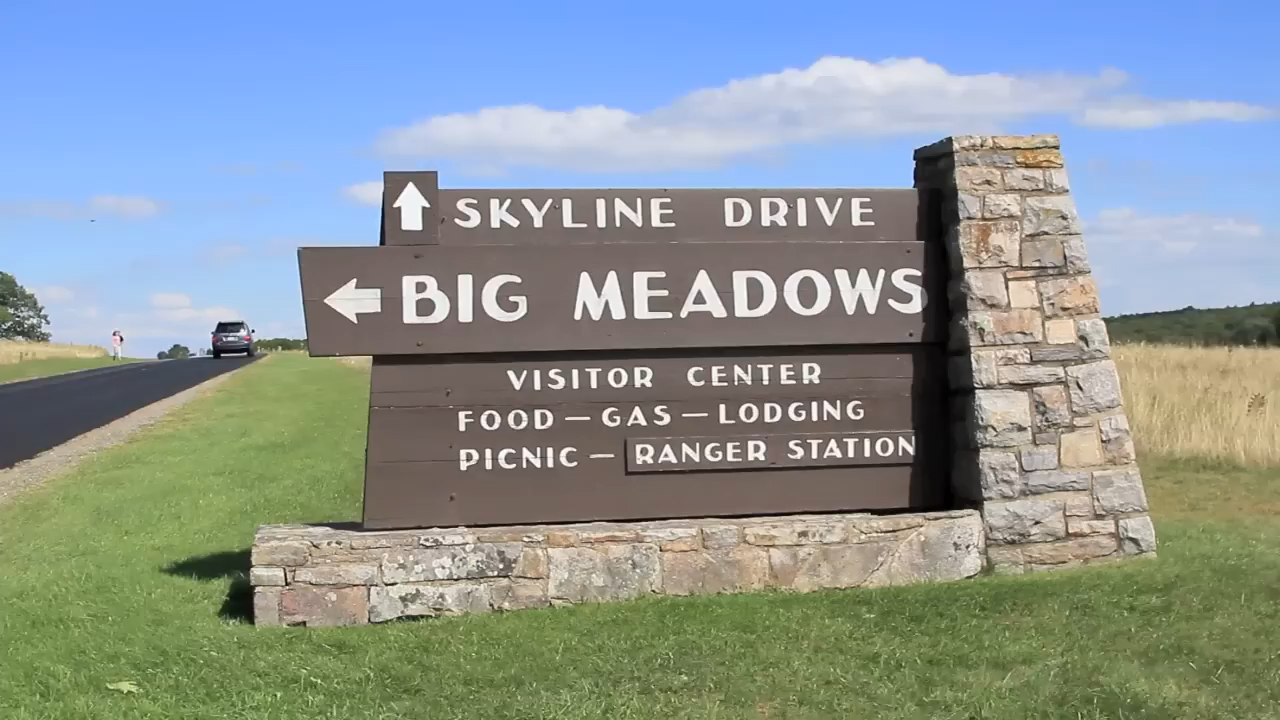 SKYLINE DRIVE
BIG MEADOWS
VISITOR CENTER
FOOD — GAS — LODGING
PICNIC — RANGER STATION